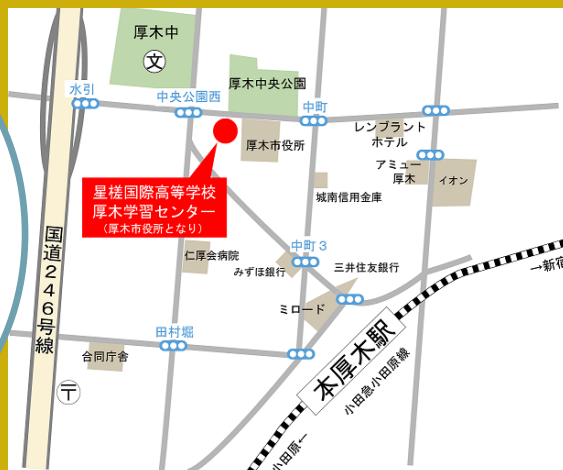 厚木中
文
水引
中央公園西
厚木中央公園
中町
厚木市役所
レンブラント
ホテル
アミュー
厚木
イオン
星槎国際高等学校
厚木学習センター
（厚木市役所となり）
城南信用金庫
国道２４６号線
仁厚会病院
中町３
みずほ銀行
三井住友銀行
→新宿
ミロード
田村堀
合同庁舎
〒
本厚木駅
小田急小田原線
小田原←